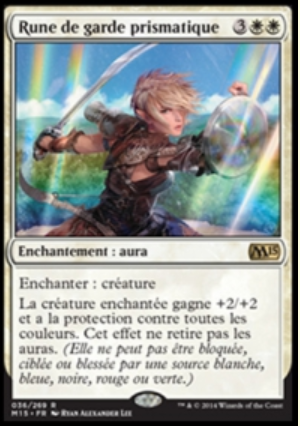 Rune de garde prismatique 3
Enchantement : aura M15
Enchanter : créature
La créature enchantée gagne +2/+2
et a la protection contre toutes les
couleurs. Cet effet ne retire pas les
auras. (Elle ne peut pas être bloquée,
ciblée ou blessée par une source blanche,
bleue, noire, rouge ou verte.)
036/269 R
M15 • FR Ryan Alexander Lee
™ & © 2014 Wizards of the Coast